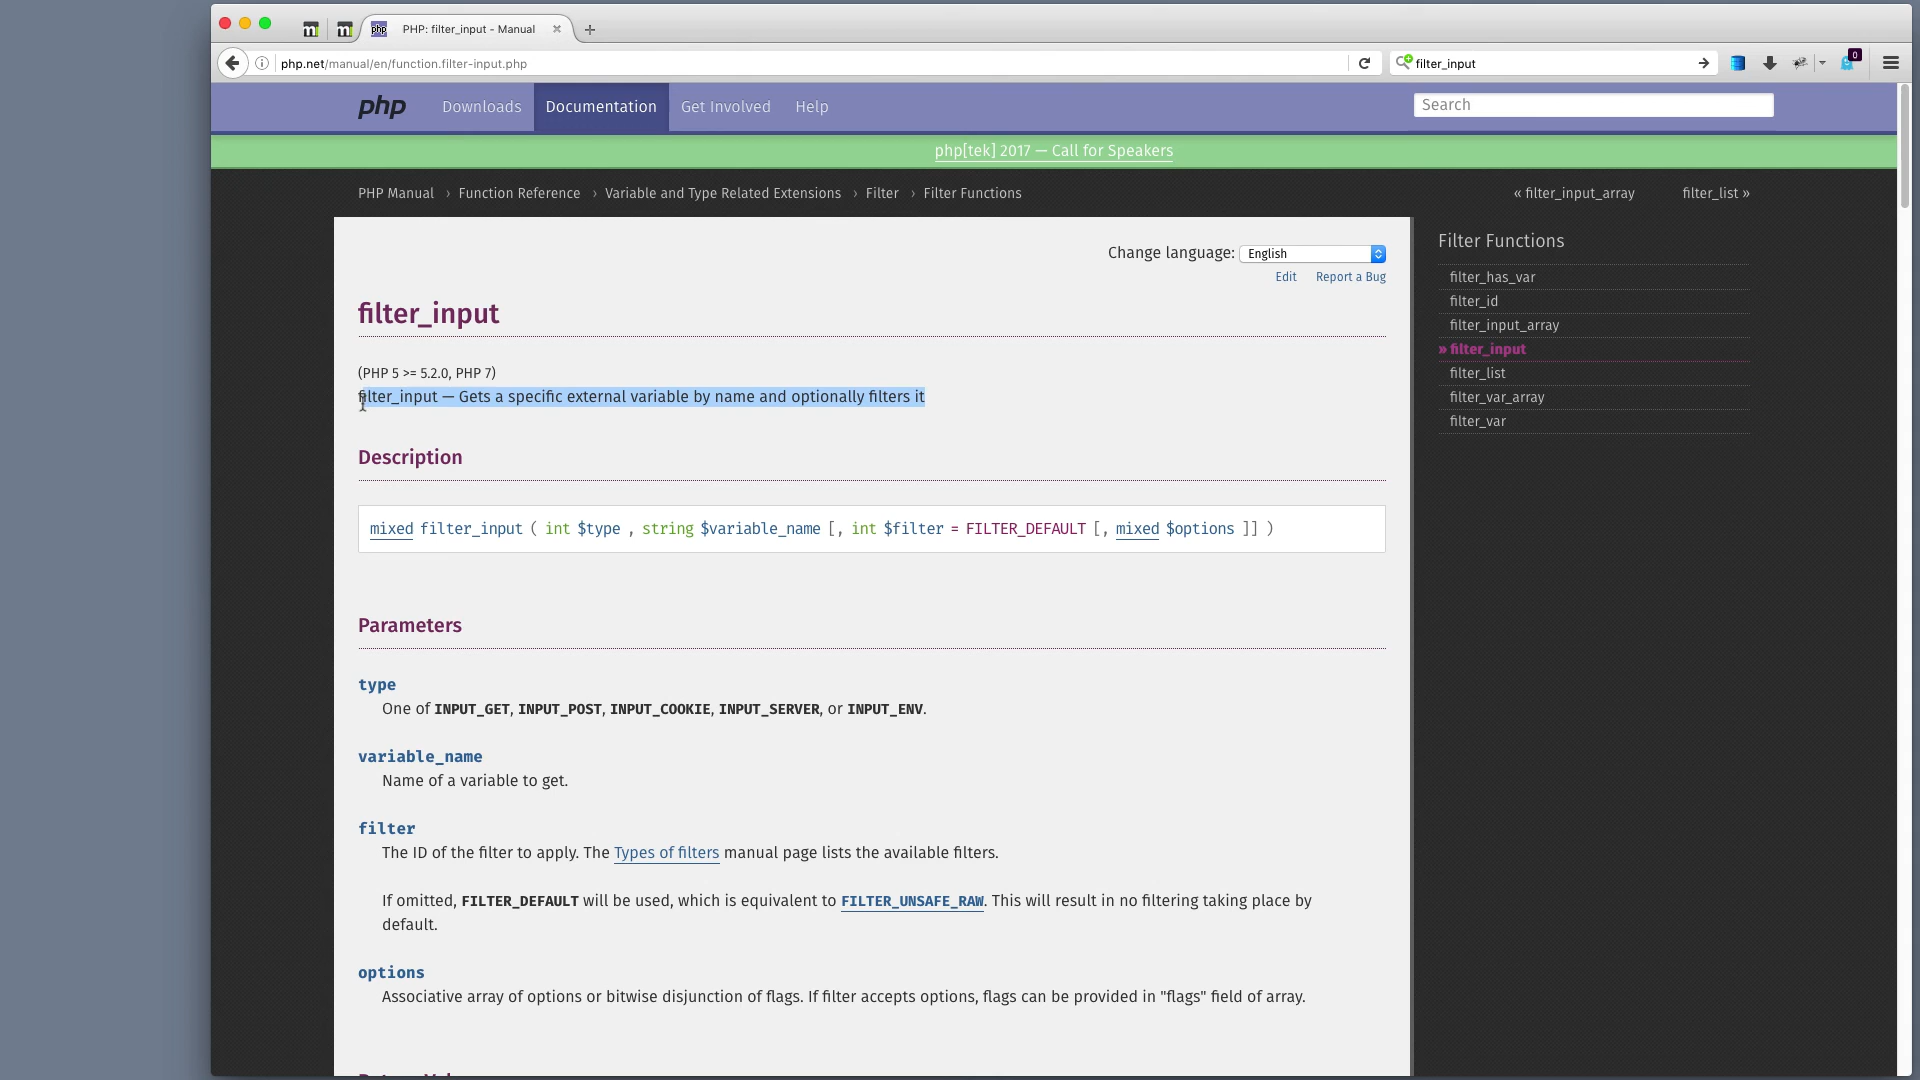 PHP: filter_input - Manual
php.net/manual/en/function.filter-input.php
filter_input
0
php
Downloads
Documentation
Get Involved
Help
Search
php[tek] 2017 — Call for Speakers
PHP Manual › Function Reference › Variable and Type Related Extensions › Filter › Filter Functions
« filter_input_array
filter_list »
Change language: English
Edit
Report a Bug
filter_input
(PHP 5 >= 5.2.0, PHP 7)
filter_input — Gets a specific external variable by name and optionally filters it
Description
mixed filter_input ( int $type , string $variable_name [, int $filter = FILTER_DEFAULT [, mixed $options ]] )
Parameters
type
One of INPUT_GET, INPUT_POST, INPUT_COOKIE, INPUT_SERVER, or INPUT_ENV.
variable_name
Name of a variable to get.
filter
The ID of the filter to apply. The Types of filters manual page lists the available filters.
If omitted, FILTER_DEFAULT will be used, which is equivalent to FILTER_UNSAFE_RAW. This will result in no filtering taking place by
default.
options
Associative array of options or bitwise disjunction of flags. If filter accepts options, flags can be provided in "flags" field of array.
Filter Functions
filter_has_var
filter_id
filter_input_array
» filter_input
filter_list
filter_var_array
filter_var